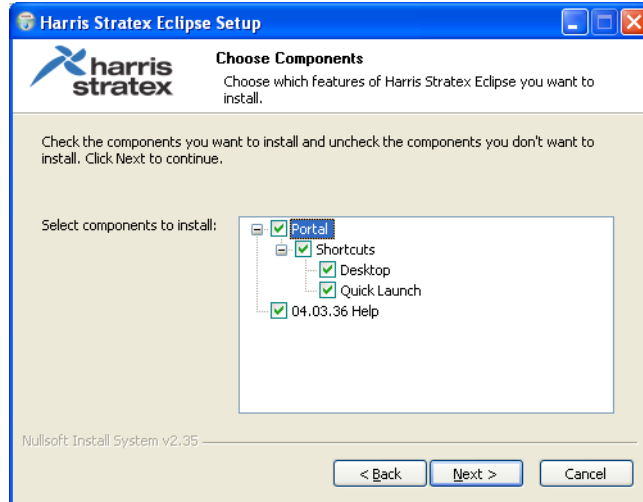 Harris Stratex Eclipse Setup
harris
stratex
Choose Components
Choose which features of Harris Stratex Eclipse you want to
install.
Check the components you want to install and uncheck the components you don't want to
install. Click Next to continue.
Select components to install:
Portal
Shortcuts
Desktop
Quick Launch
04.03.36 Help
Nullsoft Install System v2.35
< Back
Next >
Cancel